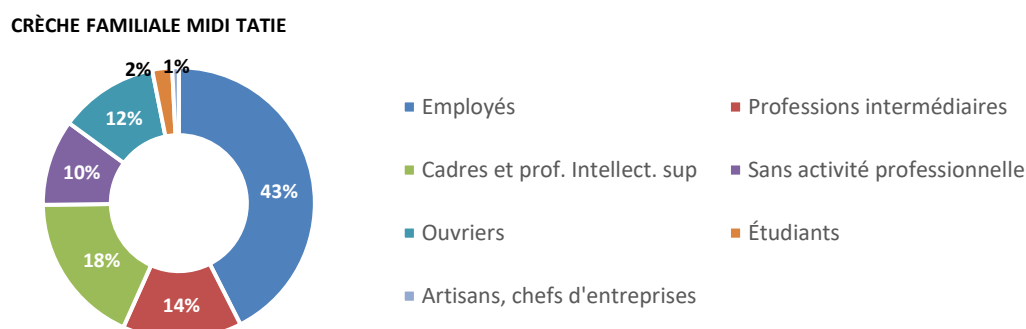 CRÈCHE FAMILIALE MIDI TATIE
2% 1%
12%
10%
43%
18%
14%
Employés
Professions intermédiaires
Cadres et prof. Intellect. sup
Sans activité professionnelle
Ouvriers
Étudiants
Artisans, chefs d'entreprises